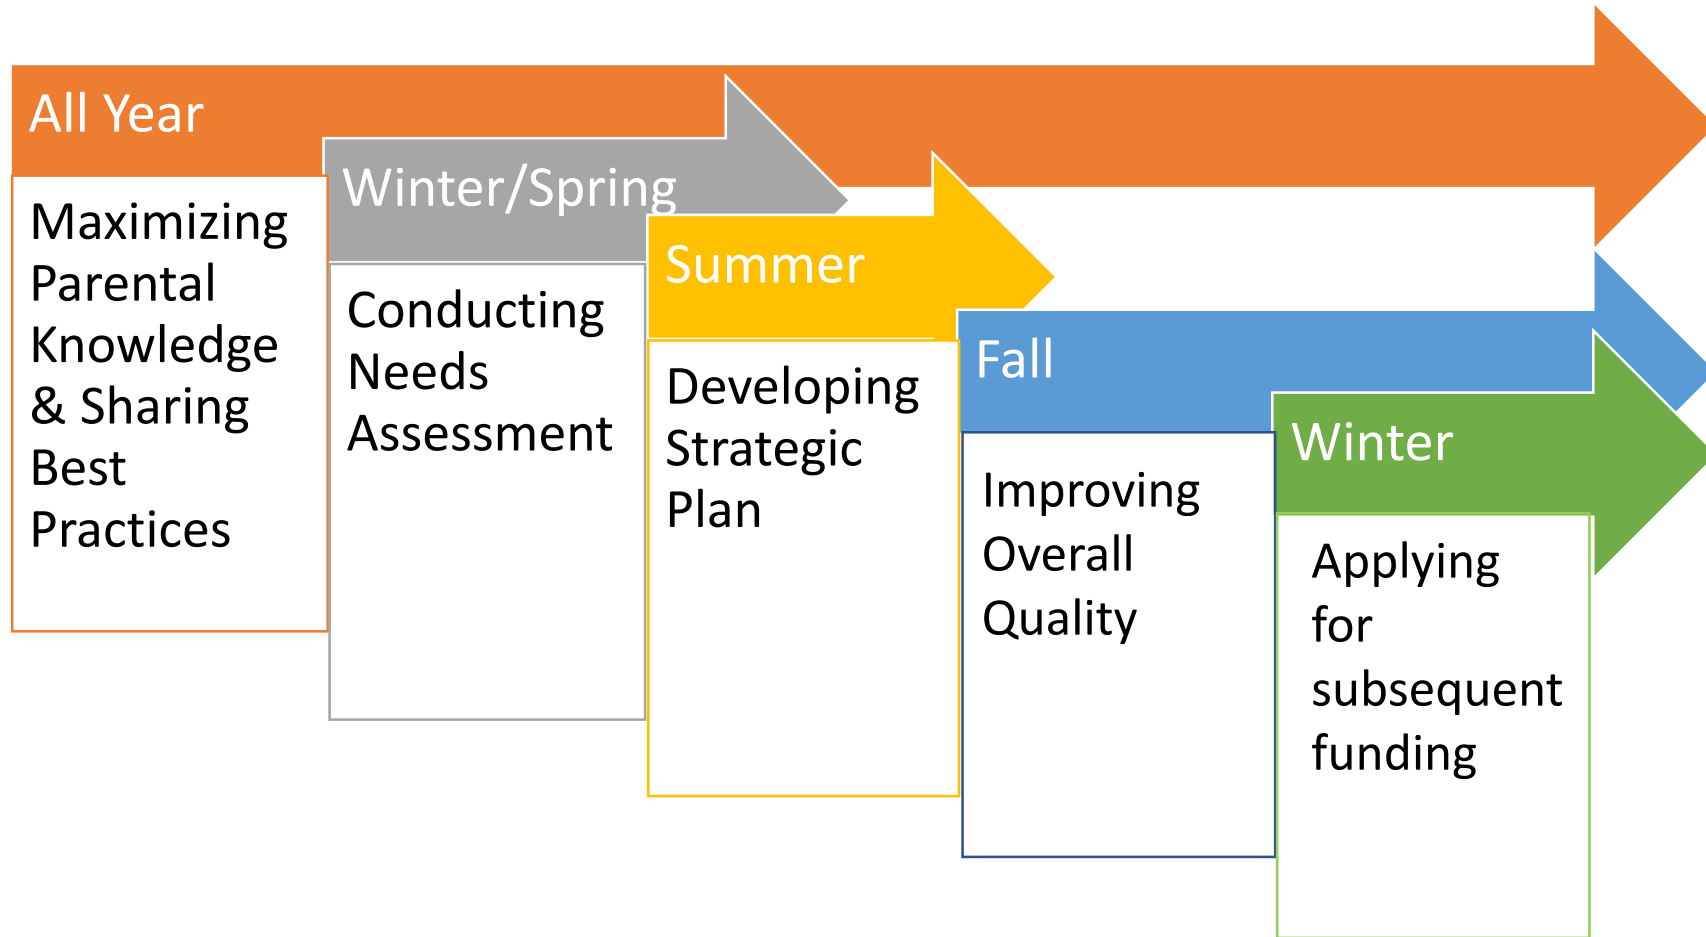 All Year
Maximizing
Parental
Knowledge
& Sharing
Best
Practices
Winter/Spring
Conducting
Needs
Assessment
Summer
Developing
Strategic
Plan
Fall
Improving
Overall
Quality
Winter
Applying
for
subsequent
funding